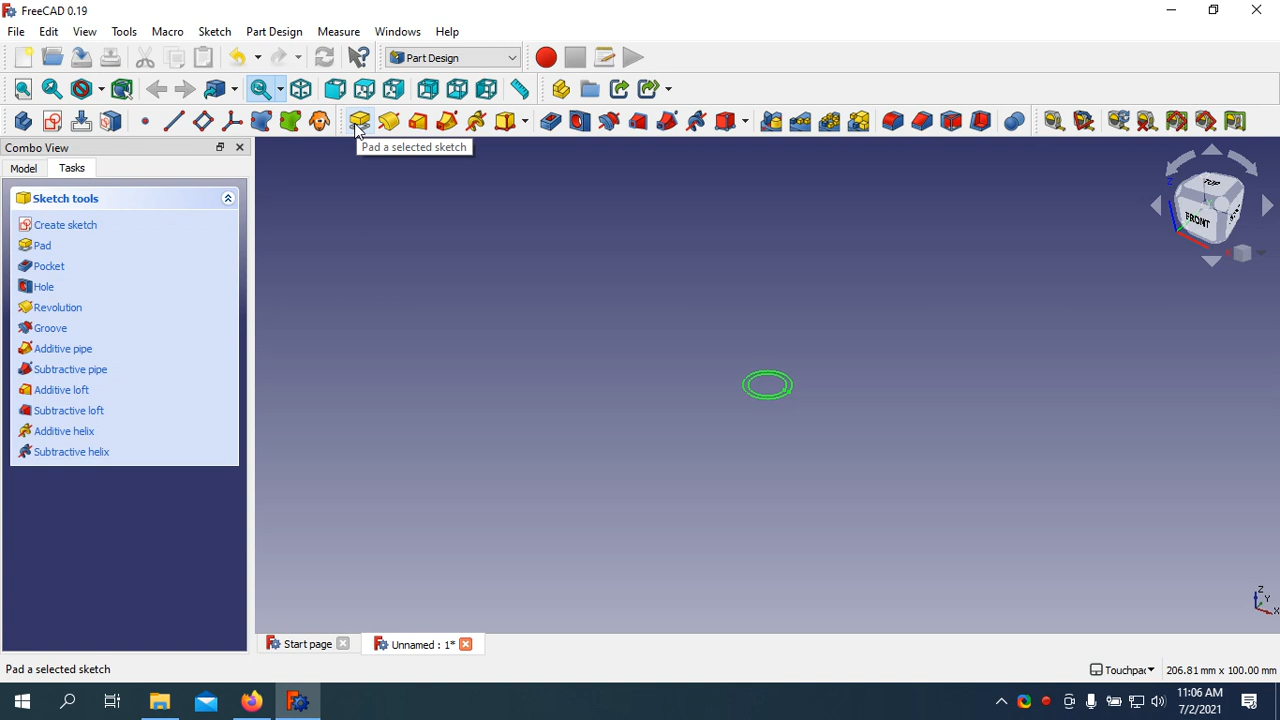 FreeCAD 0.19
File Edit View Tools Macro Sketch Part Design Measure Windows Help
Part Design
Combo View
Pad a selected sketch
Model Tasks
Sketch tools
Create sketch
Pad
Pocket
Hole
Revolution
Groove
Additive pipe
Subtractive pipe
Additive loft
Subtractive loft
Additive helix
Subtractive helix
TOP
FRONT
Z
Z
Y
X
Start page
Unnamed : 1*
Pad a selected sketch
Touchpad
206.81 mm x 100.00 mm
11:06 AM
7/2/2021